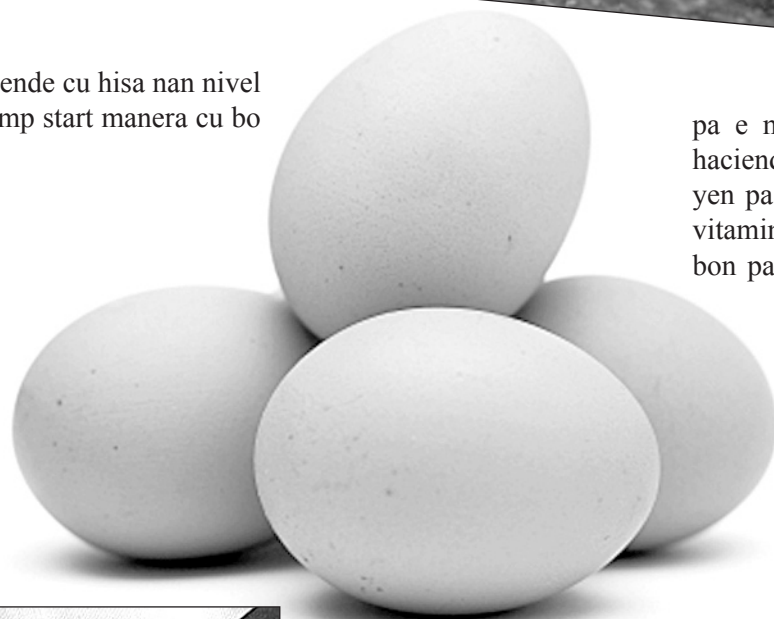 ende cu hisa nan nivel
mp start manera cu bo
pa e m
haciend
yen pa
vitamin
bon pa